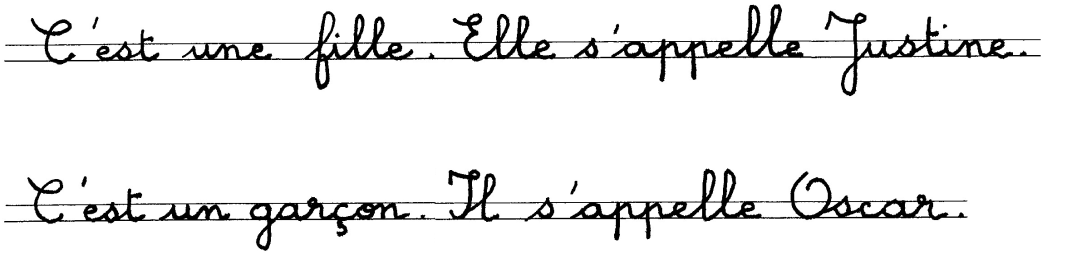 C'est une fille. Elle s'appelle Justine.
C'est un garçon. Il s'appelle Oscar.